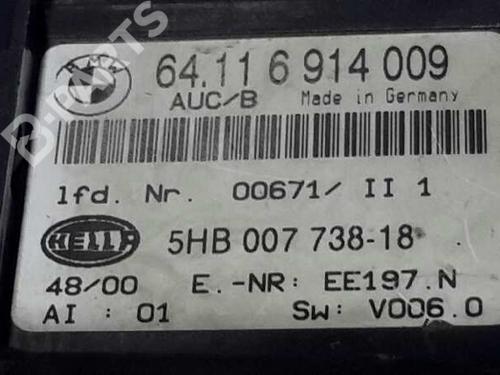 B-PARTS
BMW
64.11 6 914 009
AUC/B Made in Germany
lfd. Nr. 00671/ II 1
HELLA 5HB 007 738-18
48/00 E.-NR: EE197.N
AI : 01 Sw: V006.0